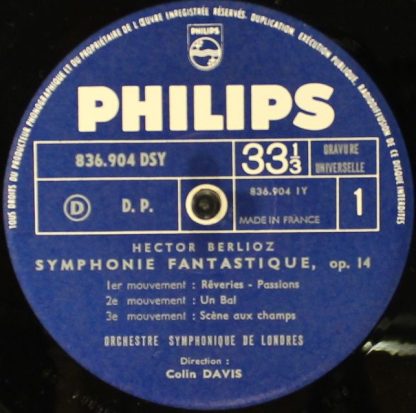 TOUS DROITS DU PRODUCTEUR PHONOGRAPHIQUE ET DU PROPRIÉTAIRE DE L'ŒUVRE ENREGISTRÉE RÉSERVÉS. DUPLICATION, EXÉCUTION PUBLIQUE, RADIODIFFUSION DE CE DISQUE INTERDITES
PHILIPS
PHILIPS
836.904 DSY
33 1/3
GRAVURE
UNIVERSELLE
D D. P.
836.904 1Y
MADE IN FRANCE
1
HECTOR BERLIOZ
SYMPHONIE FANTASTIQUE, op. 14
1er mouvement : Rêveries - Passions
2e mouvement : Un Bal
3e mouvement : Scène aux champs
ORCHESTRE SYMPHONIQUE DE LONDRES
Direction :
Colin DAVIS